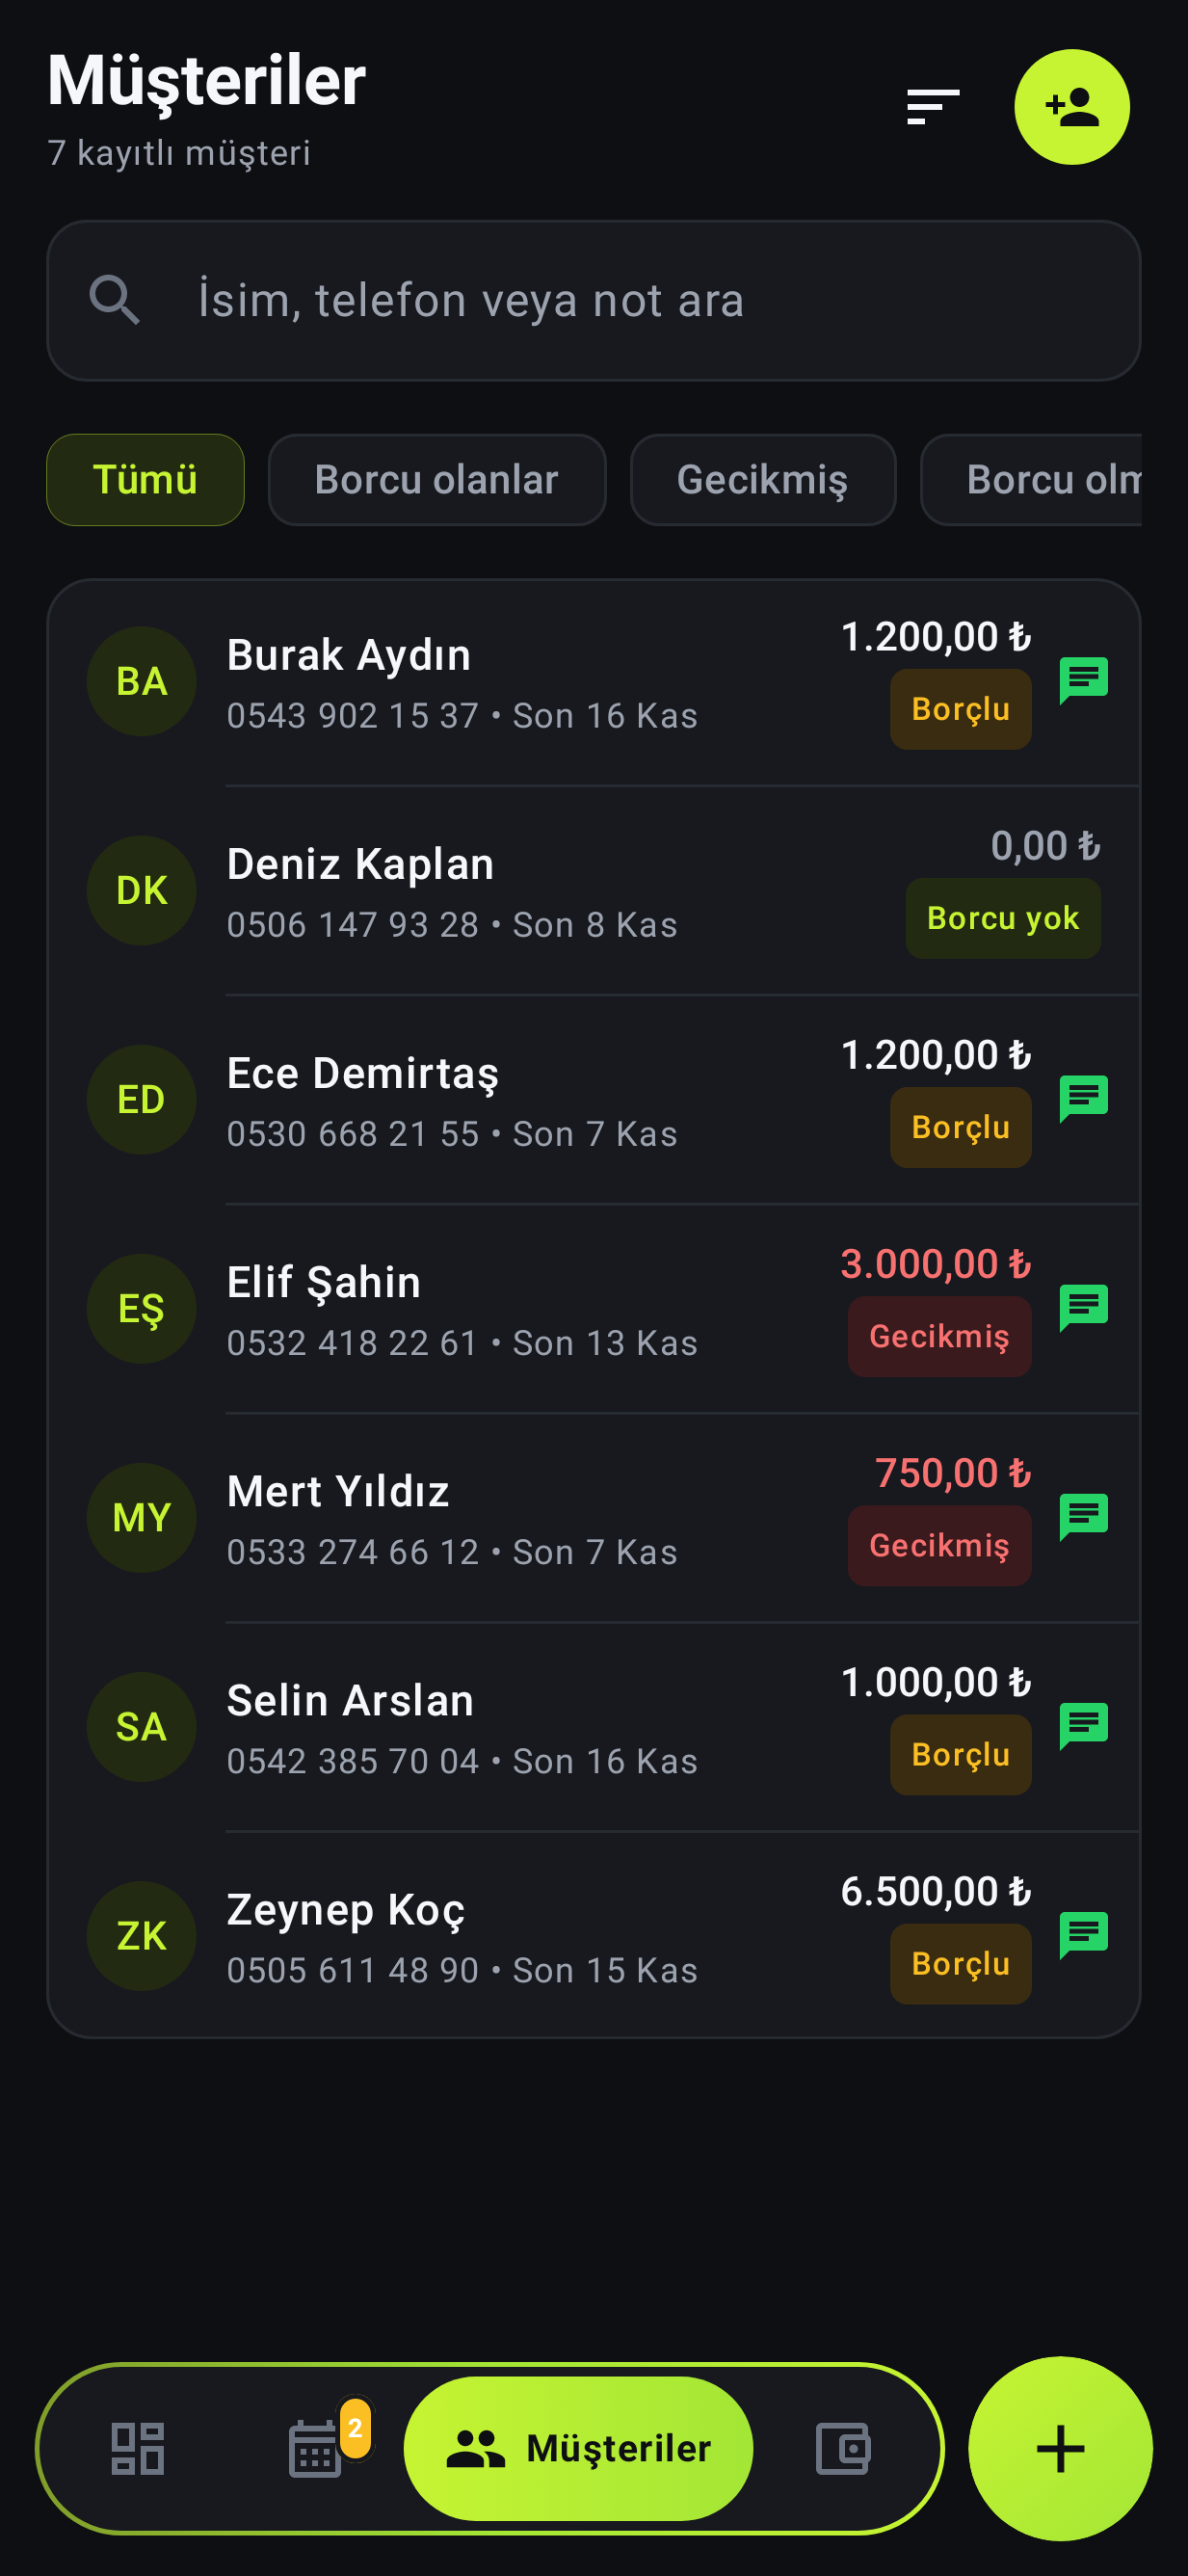 Müşteriler
7 kayıtlı müşteri
İsim, telefon veya not ara
Tümü
Borcu olanlar
Gecikmiş
Borcu olm
BA
Burak Aydın
0543 902 15 37 • Son 16 Kas
1.200,00 ₺
Borçlu
DK
Deniz Kaplan
0506 147 93 28 • Son 8 Kas
0,00 ₺
Borcu yok
ED
Ece Demirtaş
0530 668 21 55 • Son 7 Kas
1.200,00 ₺
Borçlu
EŞ
Elif Şahin
0532 418 22 61 • Son 13 Kas
3.000,00 ₺
Gecikmiş
MY
Mert Yıldız
0533 274 66 12 • Son 7 Kas
750,00 ₺
Gecikmiş
SA
Selin Arslan
0542 385 70 04 • Son 16 Kas
1.000,00 ₺
Borçlu
ZK
Zeynep Koç
0505 611 48 90 • Son 15 Kas
6.500,00 ₺
Borçlu
2
Müşteriler